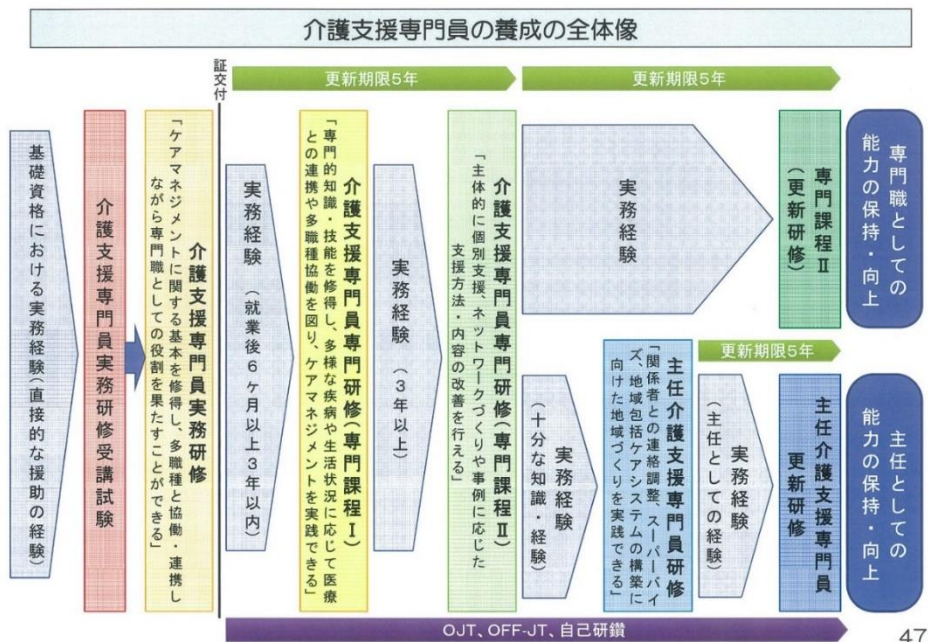 介護支援専門員の養成の全体像
証交付
更新期限5年
更新期限5年
基礎資格における実務経験(直接的な援助の経験)
介護支援専門員実務研修受講試験
介護支援専門員実務研修
「ケアマネジメントに関する基本を修得し、多職種と協働・連携し
ながら専門職としての役割を果たすことができる」
実務経験 (就業後6ヶ月以上3年以内)
介護支援専門員専門研修(専門課程Ⅰ)
「専門的知識・技能を修得し、多様な疾病や生活状況に応じて医療
との連携や多職種協働を図り、ケアマネジメントを実践できる」
実務経験 (3年以上)
介護支援専門員専門研修(専門課程Ⅱ)
「主体的に個別支援、ネットワークづくりや事例に応じた
支援方法・内容の改善を行える」
実務経験
専門課程Ⅱ
(更新研修)
専門職としての
能力の保持・向上
実務経験
(十分な知識・経験)
主任介護支援専門員研修
「関係者との連絡調整、スーパーバイ
ズ、地域包括ケアシステムの構築に
向けた地域づくりを実践できる」
更新期限5年
実務経験
(主任としての経験)
主任介護支援専門員
更新研修
主任としての
能力の保持・向上
OJT、OFF-JT、自己研鑽
47